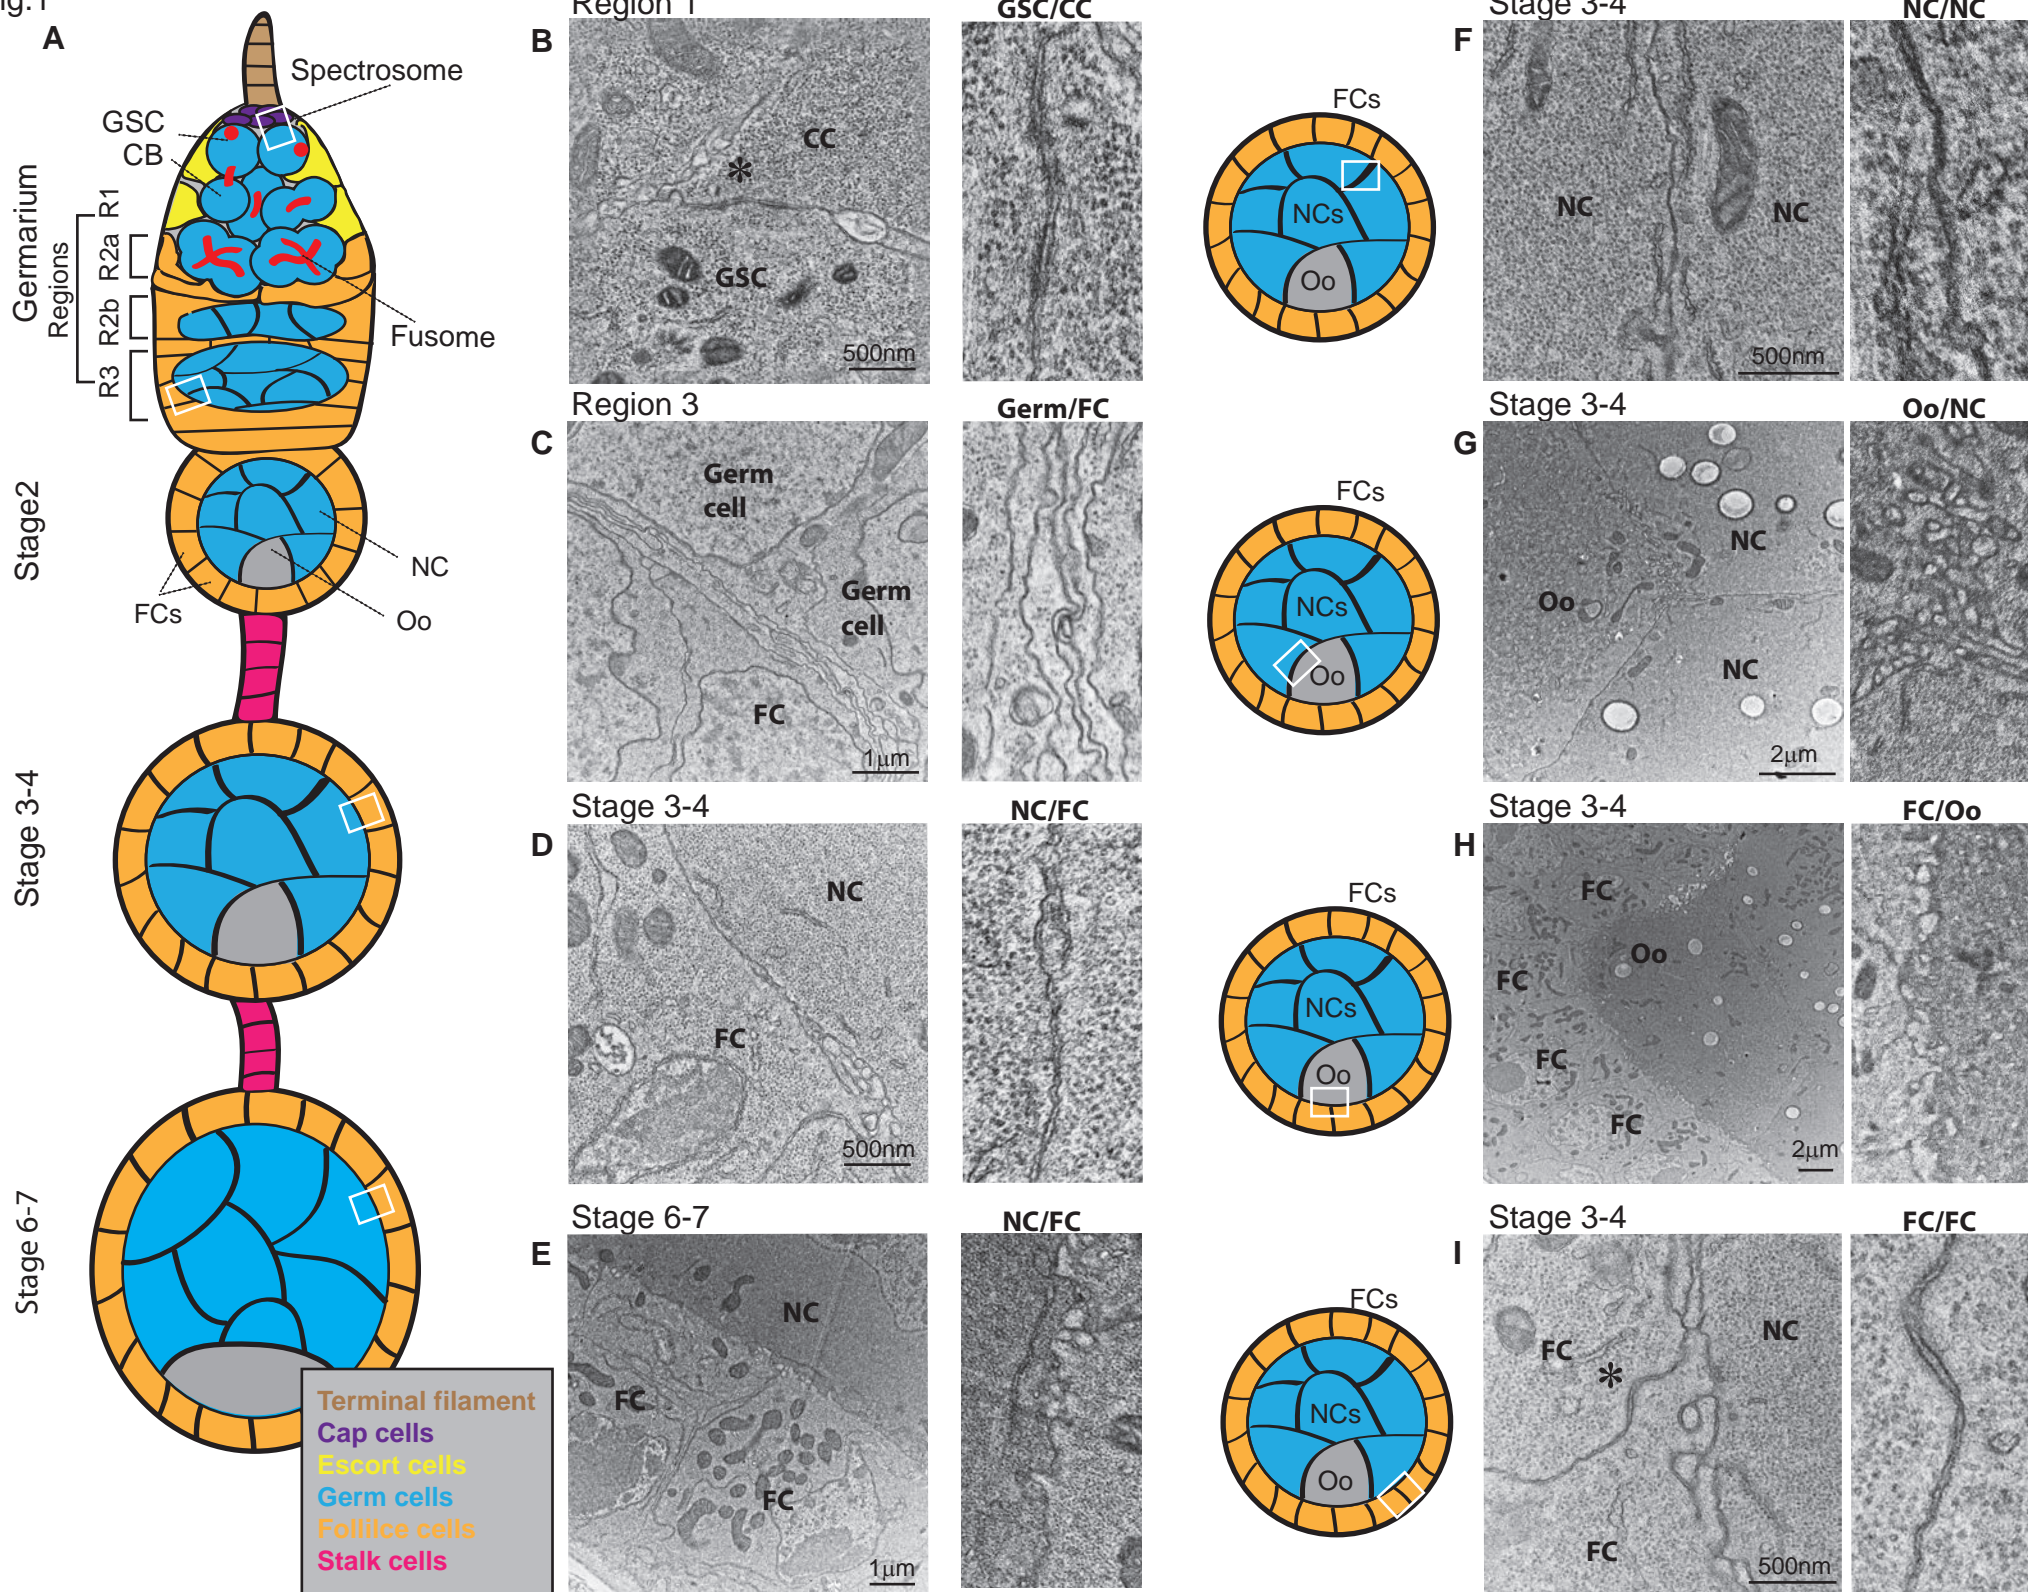 Fig.1
A
Spectrosome
GSC
CB
Germarium
Regions
R1
R2a
R2b
R3
Fusome
Stage2
NC
FCs
Oo
Stage 3-4
Stage 6-7
Terminal filament
Cap cells
Escort cells
Germ cells
Follilce cells
Stalk cells
B
Region 1
GSC/CC
CC
*
GSC
500nm
C
Region 3
Germ/FC
Germ
cell
Germ
cell
FC
1µm
D
Stage 3-4
NC/FC
NC
FC
500nm
E
Stage 6-7
NC/FC
NC
FC
FC
1µm
F
Stage 3-4
NC/NC
FCs
NCs
Oo
NC
NC
500nm
G
Stage 3-4
Oo/NC
FCs
NCs
Oo
NC
Oo
NC
2µm
H
Stage 3-4
FC/Oo
FCs
NCs
Oo
FC
Oo
FC
FC
FC
2µm
I
Stage 3-4
FC/FC
FCs
NCs
Oo
FC
*
NC
FC
500nm